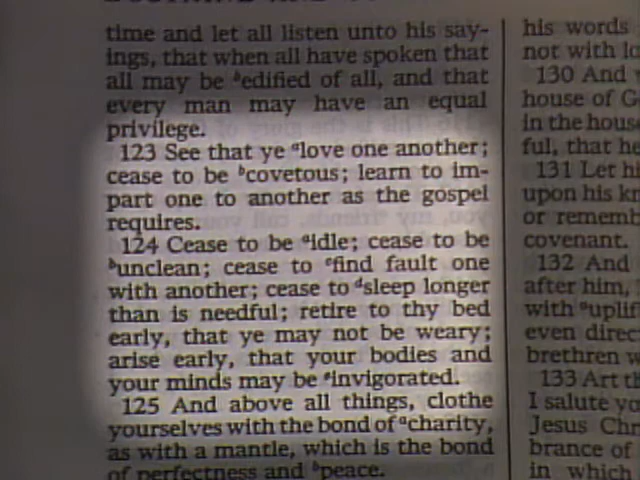 time and let all listen unto his say-
ings, that when all have spoken that
all may be bedified of all, and that
every man may have an equal
privilege.
123 See that ye alove one another;
cease to be bcovetous; learn to im-
part one to another as the gospel
requires.
124 Cease to be aidle; cease to be
bunclean; cease to cfind fault one
with another; cease to dsleep longer
than is needful; retire to thy bed
early, that ye may not be weary;
arise early, that your bodies and
your minds may be einvigorated.
125 And above all things, clothe
yourselves with the bond of acharity,
as with a mantle, which is the bond
of perfectness and bpeace.
his words
not with lo
130 And
house of G
in the hous
ful, that he
131 Let hi
upon his kn
or rememb
covenant.
132 And
after him,
with auplif
even direc
brethren w
133 Art th
I salute yo
Jesus Chr
brance of
in which